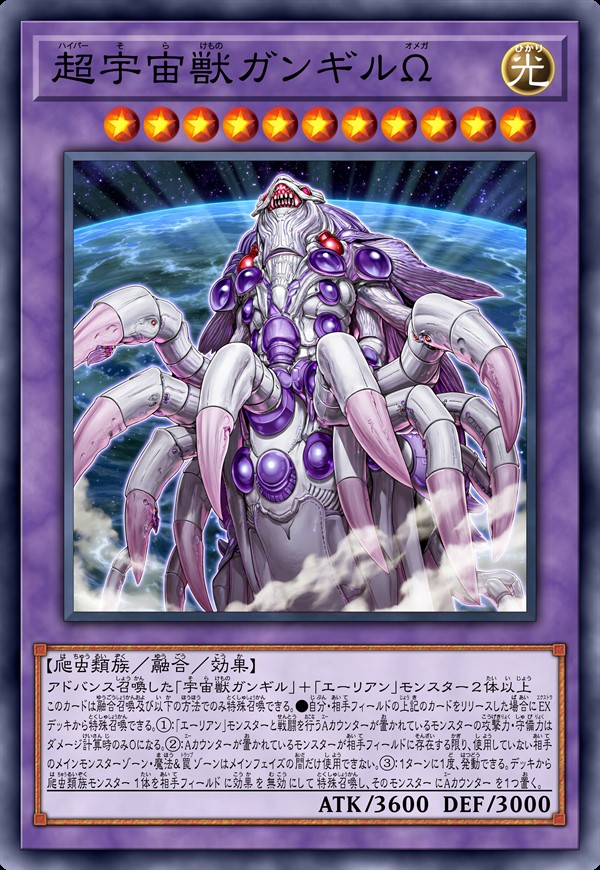 超宇宙獣ガンギルΩ
光
【爬虫類族／融合／効果】
アドバンス召喚した「宇宙獣ガンギル」＋「エーリアン」モンスター２体以上
このカードは融合召喚及び以下の方法でのみ特殊召喚できる。●自分・相手フィールドの上記のカードをリリースした場合にEX
デッキから特殊召喚できる。①：「エーリアン」モンスターと戦闘を行うAカウンターが置かれているモンスターの攻撃力・守備力は
ダメージ計算時のみ０になる。②：Aカウンターが置かれているモンスターが相手フィールドに存在する限り、使用していない相手
のメインモンスターゾーン・魔法&罠ゾーンはメインフェイズの間だけ使用できない。③：１ターンに１度、発動できる。デッキから
爬虫類族モンスター１体を相手フィールドに効果を無効にして特殊召喚し、そのモンスターにAカウンターを１つ置く。
ATK/3600 DEF/3000